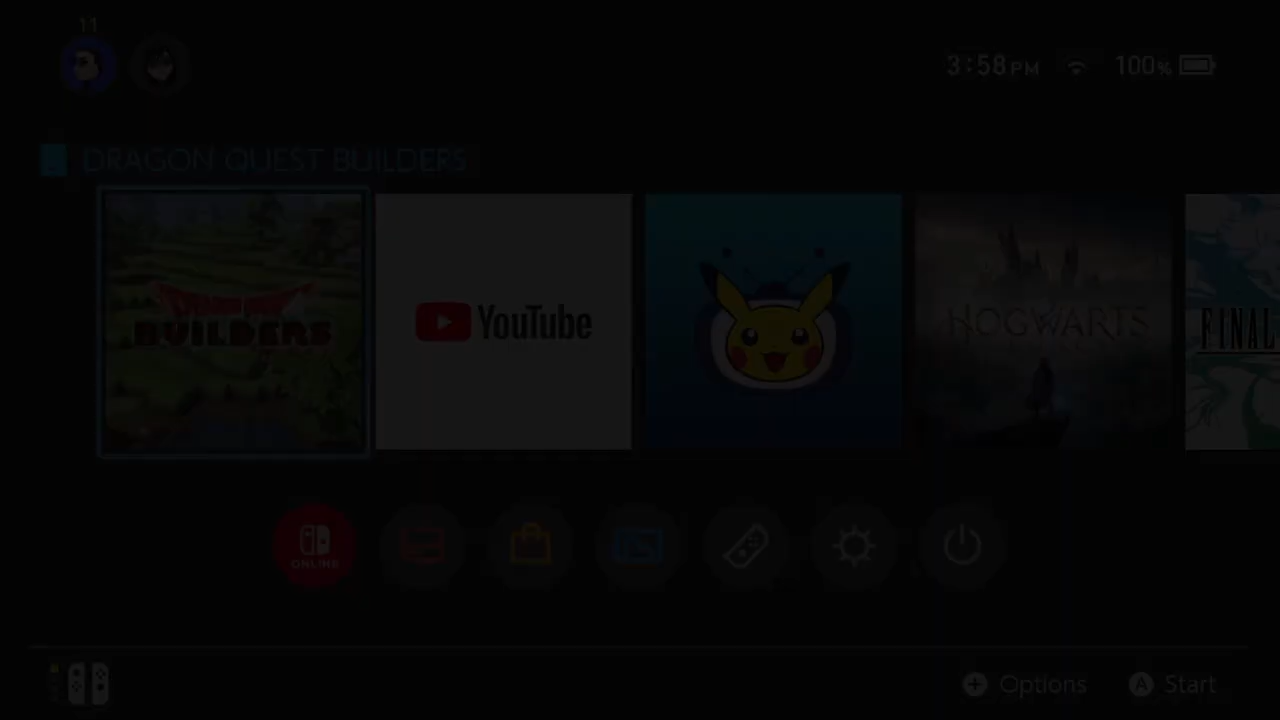 3:58 PM 100%
DRAGON QUEST BUILDERS
BUILDERS
YouTube
HOGWARTS
FINAL
ONLINE
Options Start